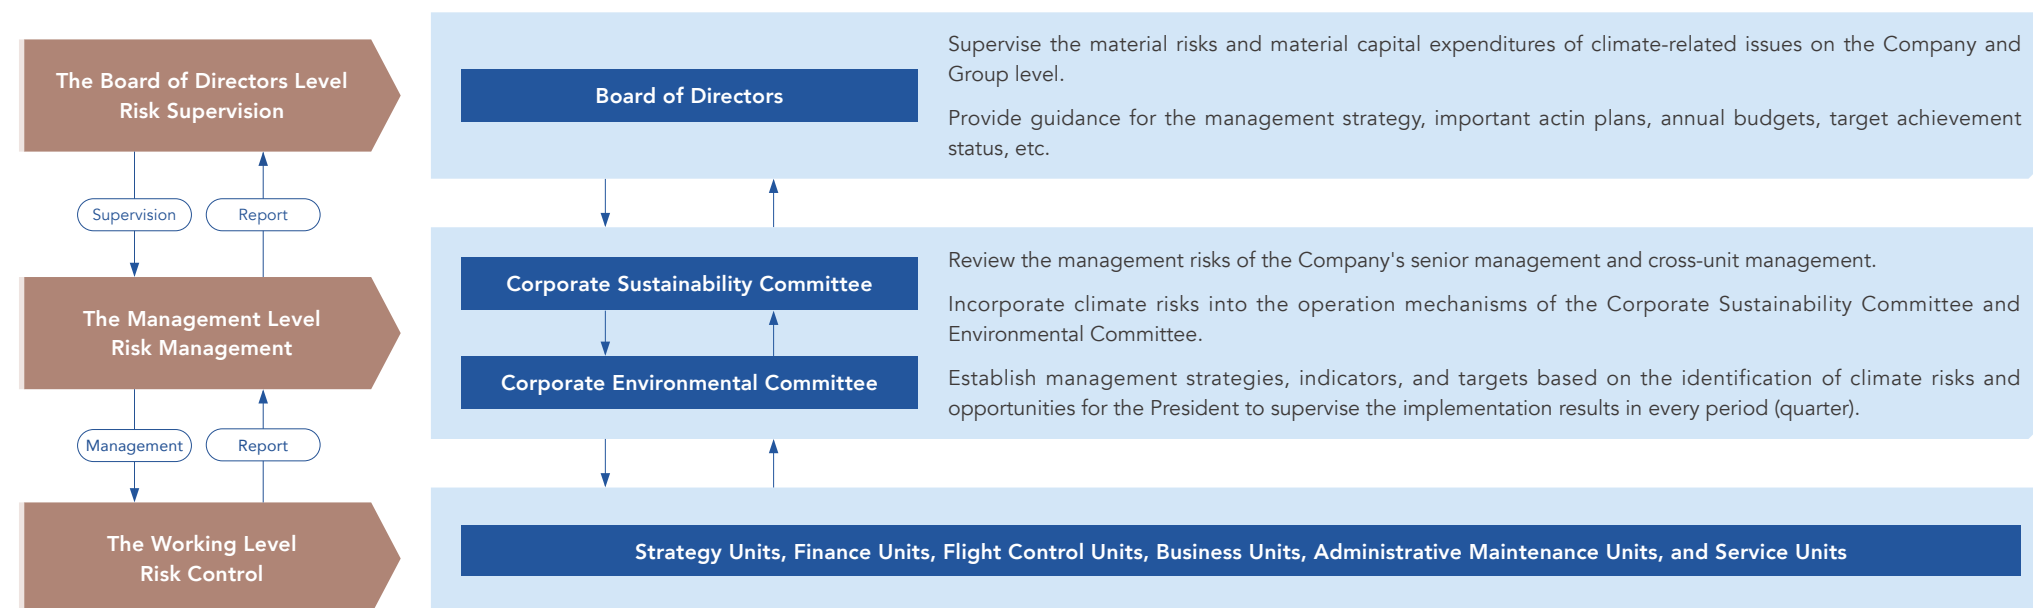 The Board of Directors Level
Risk Supervision
Board of Directors
Supervise the material risks and material capital expenditures of climate-related issues on the Company and
Group level.
Provide guidance for the management strategy, important actin plans, annual budgets, target achievement
status, etc.
Supervision
Report
The Management Level
Risk Management
Corporate Sustainability Committee
Corporate Environmental Committee
Review the management risks of the Company's senior management and cross-unit management.
Incorporate climate risks into the operation mechanisms of the Corporate Sustainability Committee and
Environmental Committee.
Establish management strategies, indicators, and targets based on the identification of climate risks and
opportunities for the President to supervise the implementation results in every period (quarter).
Management
Report
The Working Level
Risk Control
Strategy Units, Finance Units, Flight Control Units, Business Units, Administrative Maintenance Units, and Service Units